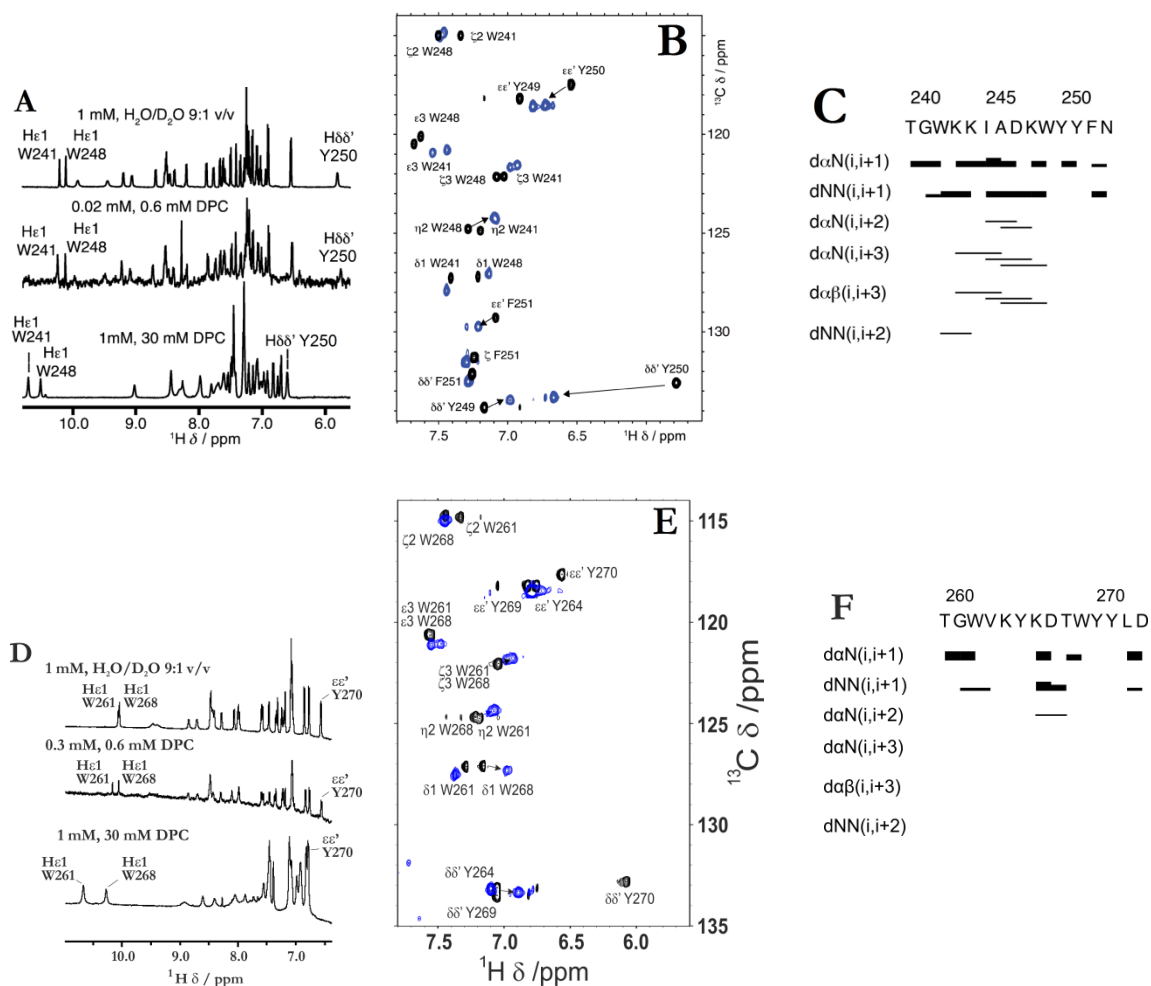 A
1 mM, H2O/D2O 9:1 v/v
Hε1
W241
Hε1
W248
Hδδ'
Y250
0.02 mM, 0.6 mM DPC
Hε1
W241
Hε1
W248
Hδδ'
Y250
1mM, 30 mM DPC
Hε1
W241
Hε1
W248
Hδδ' Y250
10.0 9.0 8.0 7.0 6.0
1H δ / ppm
B
ζ2 W248
ζ2 W241
εε' Y249
εε' Y250
ε3 W248
ε3 W241
ζ3 W248
ζ3 W241
η2 W248
η2 W241
δ1 W241
δ1 W248
εε' F251
ζ F251
δδ' F251
δδ' Y250
δδ' Y249
13C δ / ppm
120
125
130
7.5 7.0 6.5 1H δ / ppm
C
240 245 250
TGWKKIADKWYYFN
dαN(i,i+1)
dNN(i,i+1)
dαN(i,i+2)
dαN(i,i+3)
dαβ(i,i+3)
dNN(i,i+2)
D
1 mM, H2O/D2O 9:1 v/v
Hε1
W261
Hε1
W268
εε'
Y270
0.3 mM, 0.6 mM DPC
Hε1
W261
Hε1
W268
εε'
Y270
1 mM, 30 mM DPC
Hε1
W261
Hε1
W268
εε'
Y270
10.0 9.0 8.0 7.0
1H δ / ppm
E
ζ2 W261
ζ2 W268
εε' Y270
εε' Y269
εε' Y264
ε3 W261
ε3 W268
ζ3 W261
ζ3 W268
η2 W268
η2 W261
δ1 W261
δ1 W268
δδ' Y264
δδ' Y269
δδ' Y270
115
120
125
130
135
13C δ /ppm
7.5 7.0 6.5 6.0
1H δ /ppm
F
260 270
TGWVKYKDTWYYLD
dαN(i,i+1)
dNN(i,i+1)
dαN(i,i+2)
dαN(i,i+3)
dαβ(i,i+3)
dNN(i,i+2)